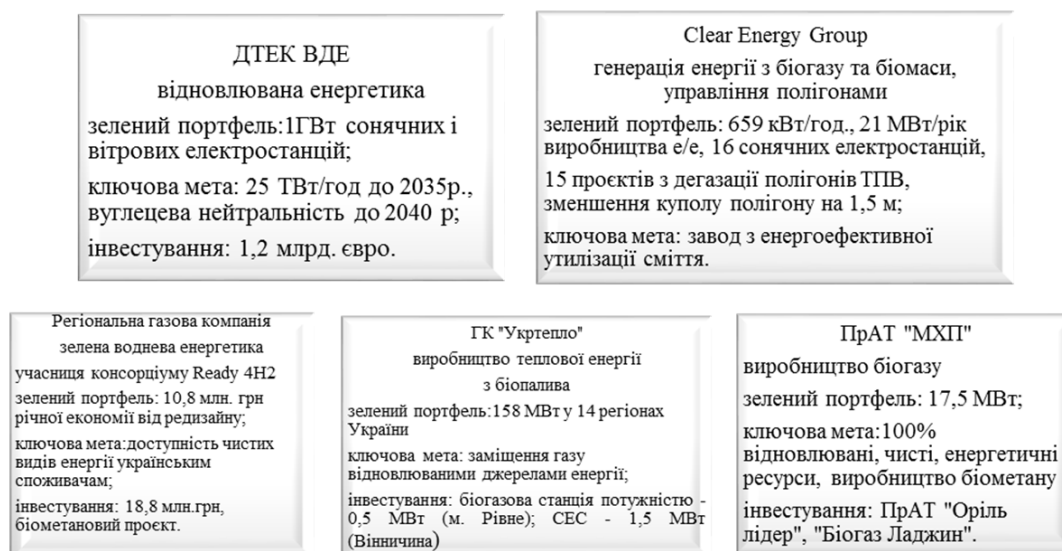 ДТЕК ВДЕ
відновлювана енергетика
зелений портфель:1ГВт сонячних і
вітрових електростанцій;
ключова мета: 25 ТВт/год до 2035р.,
вуглецева нейтральність до 2040 р;
інвестування: 1,2 млрд. євро.
Clear Energy Group
генерація енергії з біогазу та біомаси,
управління полігонами
зелений портфель: 659 кВт/год., 21 МВт/рік
виробництва е/е, 16 сонячних електростанцій,
15 проєктів з дегазації полігонів ТПВ,
зменшення куполу полігону на 1,5 м;
ключова мета: завод з енергоефективної
утилізації сміття.
Регіональна газова компанія
зелена воднева енергетика
учасниця консорціуму Ready 4H2
зелений портфель: 10,8 млн. грн
річної економії від редизайну;
ключова мета:доступність чистих
видів енергії українським
споживачам;
інвестування: 18,8 млн.грн,
біометановий проєкт.
ГК "Укртепло"
виробництво теплової енергії
з біопалива
зелений портфель:158 МВт у 14 регіонах
України
ключова мета: заміщення газу
відновлюваними джерелами енергії;
інвестування: біогазова станція потужністю -
0,5 МВт (м. Рівне); СЕС - 1,5 МВт
(Вінничина)
ПрАТ "МХП"
виробництво біогазу
зелений портфель: 17,5 МВт;
ключова мета:100%
відновлювані, чисті, енергетичні
ресурси, виробництво біометану
інвестування: ПрАТ "Оріль
лідер", "Біогаз Ладжин".